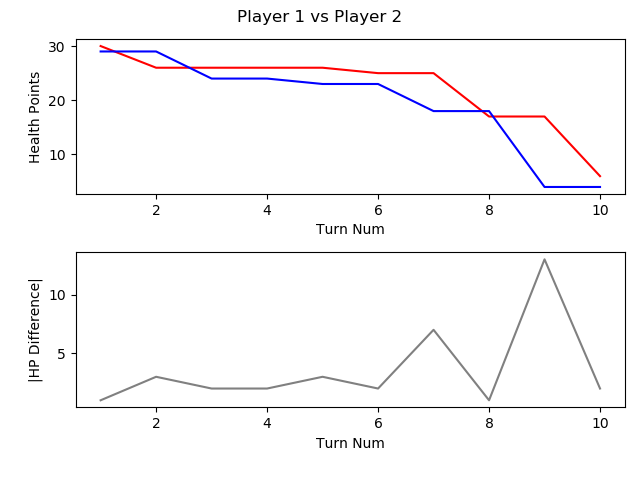 Player 1 vs Player 2
30
20
10
Health Points
2 4 6 8 10
Turn Num
10
5
|HP Difference|
2 4 6 8 10
Turn Num